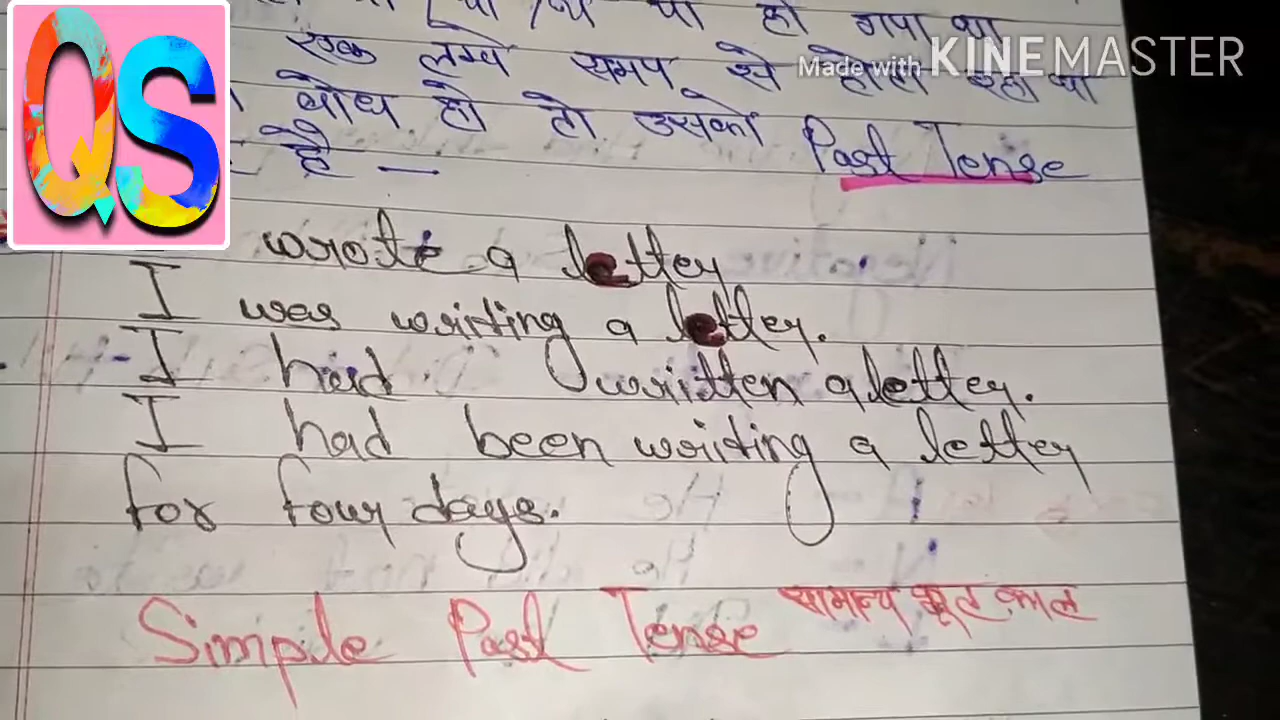 QS
था / थी या हो गया था
Made with KINEMASTER
एक लम्बे समय से होता रहा था
बोध हो तो उसको Past Tense
है —
I wrote a letter
I was writing a letter.
I had written a letter.
I had been writing a letter
for four days.
Simple Past Tense सामान्य भूत काल